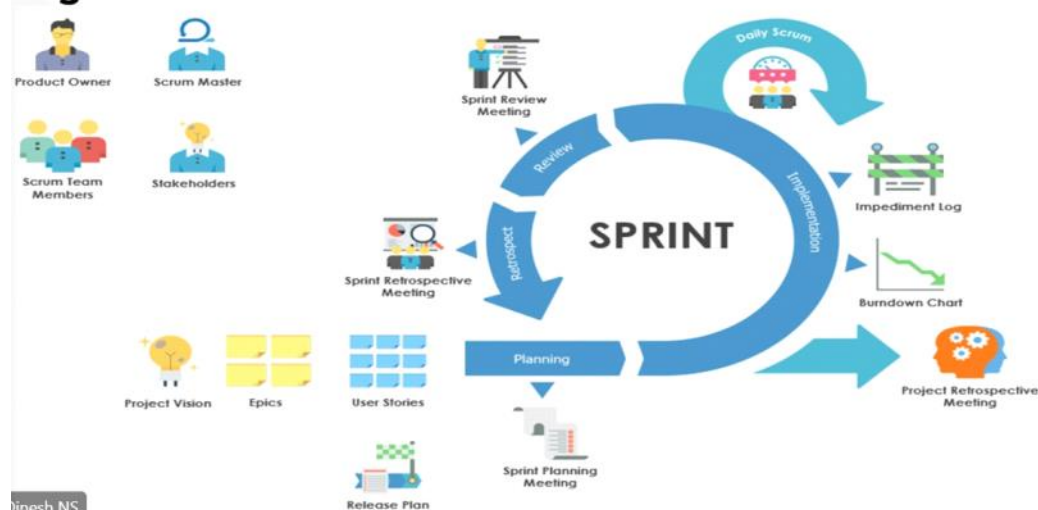 Daily Scrum
Product Owner
Scrum Master
Sprint Review
Meeting
Review
Scrum Team
Members
Stakeholders
Implementation
Impediment Log
SPRINT
Retrospect
Sprint Retrospective
Meeting
Burndown Chart
Planning
Project Vision
Epics
User Stories
Project Retrospective
Meeting
Sprint Planning
Meeting
Release Plan
Dinesh NS